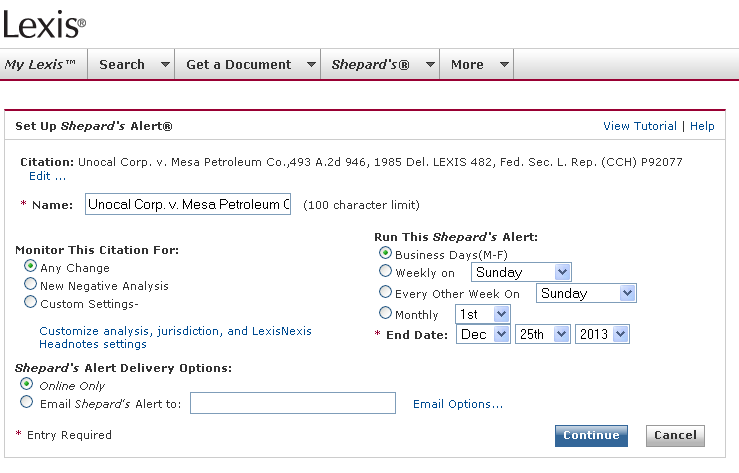 Lexis®
My Lexis™ Search Get a Document Shepard's® More
Set Up Shepard's Alert® View Tutorial | Help
Citation: Unocal Corp. v. Mesa Petroleum Co.,493 A.2d 946, 1985 Del. LEXIS 482, Fed. Sec. L. Rep. (CCH) P92077
Edit ...
* Name: Unocal Corp. v. Mesa Petroleum C (100 character limit)
Monitor This Citation For:
Any Change
New Negative Analysis
Custom Settings-
Customize analysis, jurisdiction, and LexisNexis
Headnotes settings
Run This Shepard's Alert:
Business Days(M-F)
Weekly on Sunday
Every Other Week On Sunday
Monthly 1st
* End Date: Dec 25th 2013
Shepard's Alert Delivery Options:
Online Only
Email Shepard's Alert to: Email Options...
* Entry Required
Continue Cancel